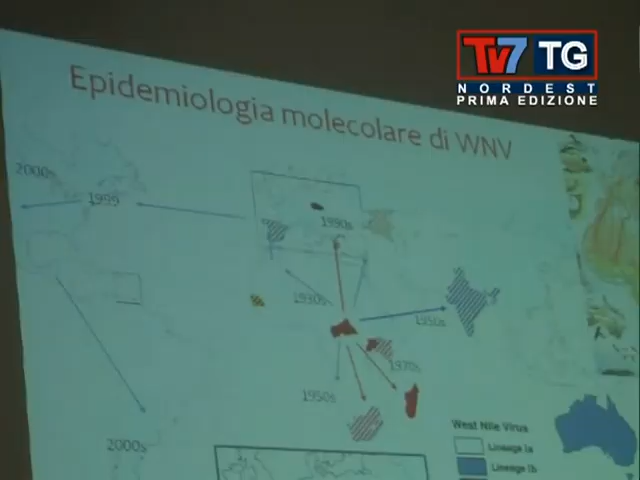 TV7 TG
NORDEST
PRIMA EDIZIONE
Epidemiologia molecolare di WNV
2000s
1999
1990s
1930s
1950s
1970s
1950s
2000s
West Nile Virus
Lineage Ia
Lineage Ib